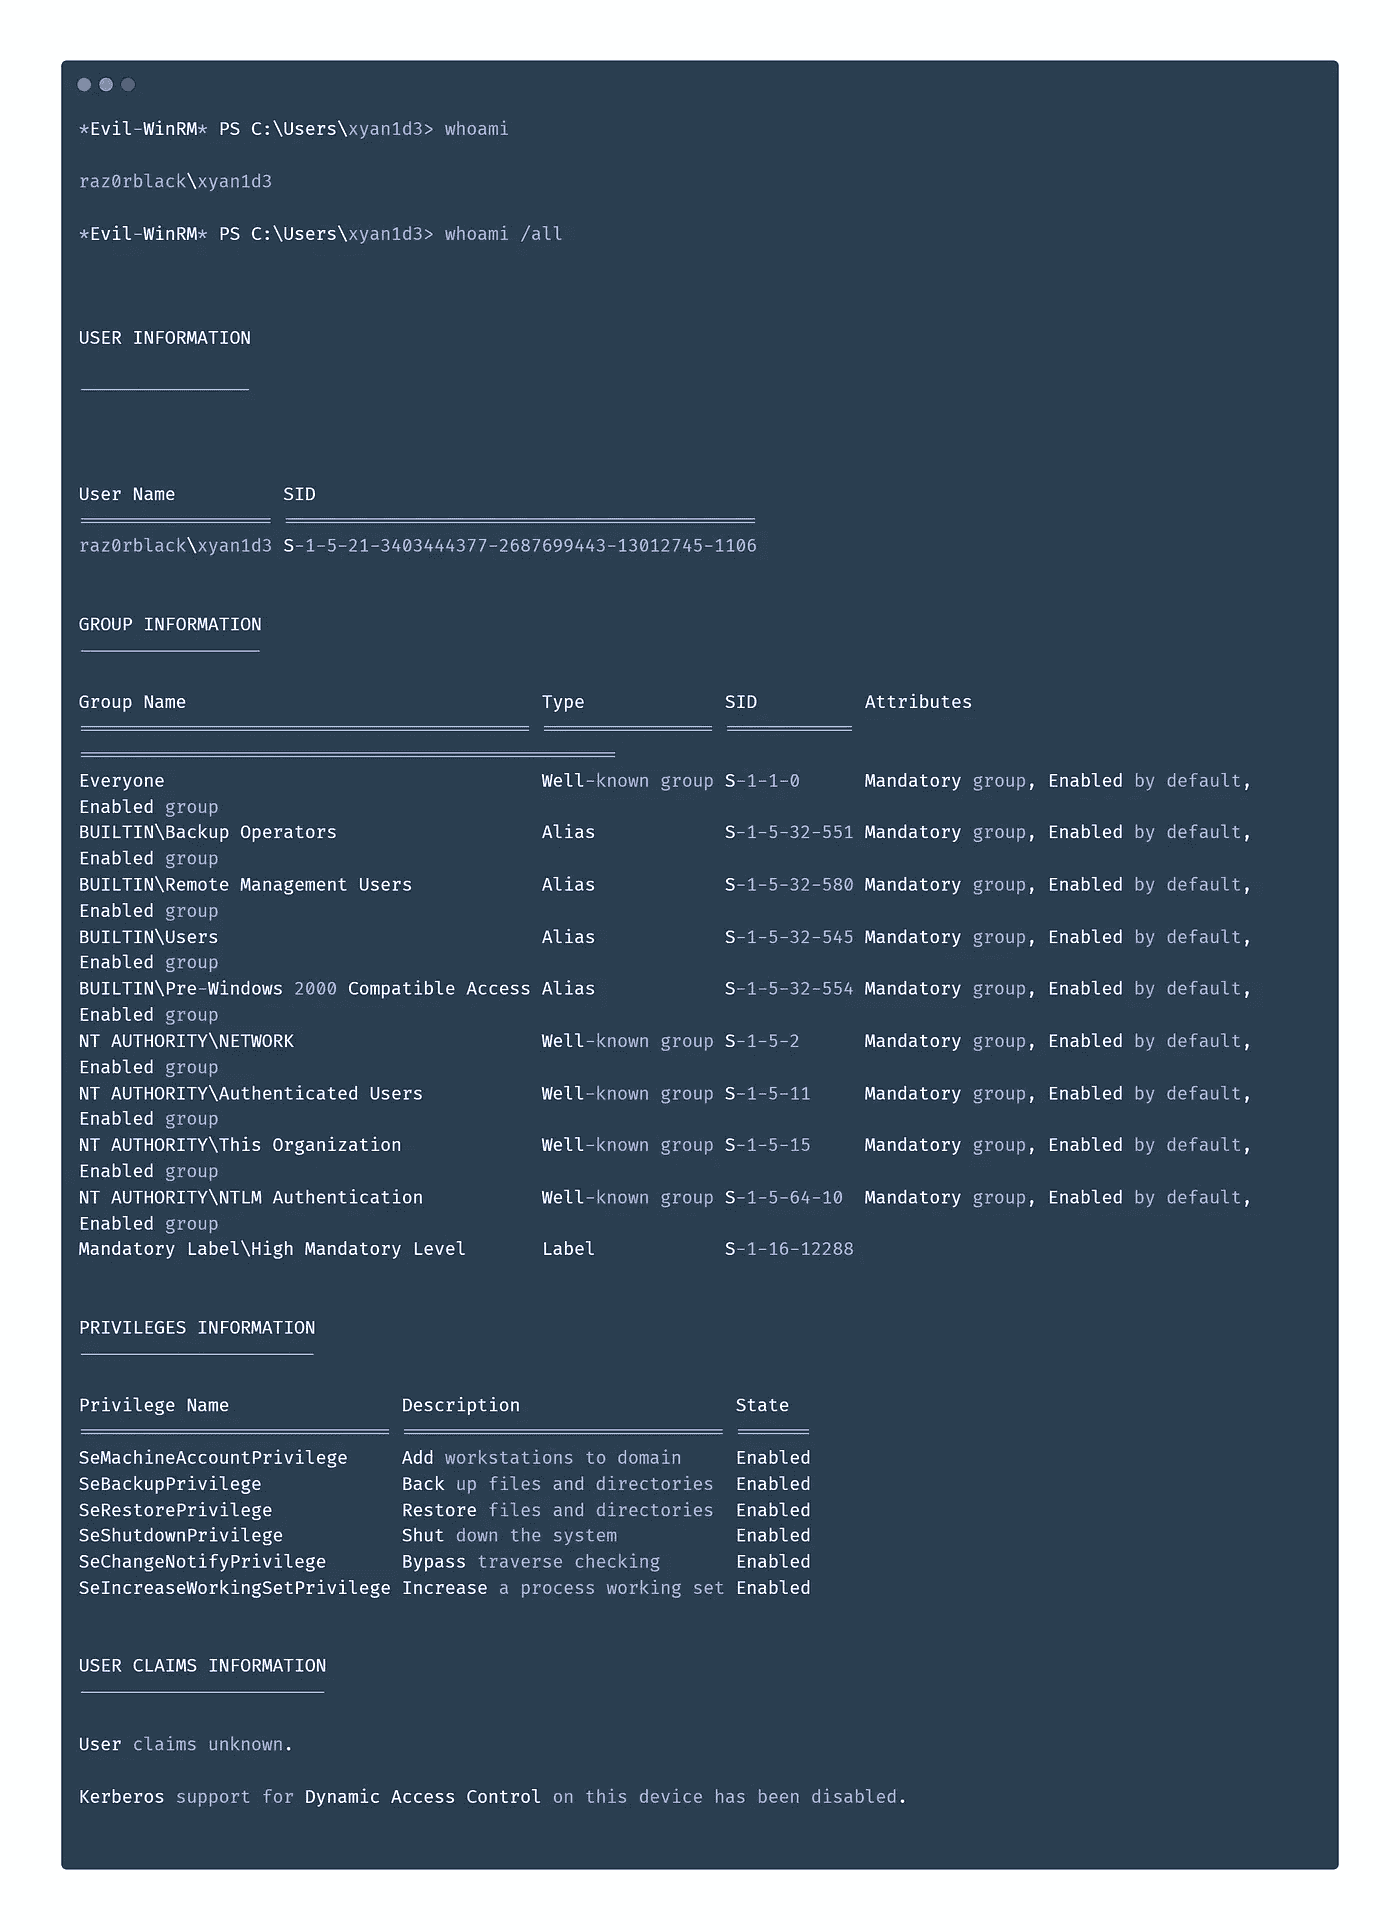 *Evil-WinRM* PS C:\Users\xyan1d3> whoami
raz0rblack\xyan1d3
*Evil-WinRM* PS C:\Users\xyan1d3> whoami /all
USER INFORMATION
----------------
User Name          SID
================== ============================================
raz0rblack\xyan1d3 S-1-5-21-3403444377-2687699443-13012745-1106
GROUP INFORMATION
-----------------
Group Name                                 Type             SID          Attributes
========================================== ================ ============
==================================================
Everyone                                   Well-known group S-1-1-0      Mandatory group, Enabled by default,
Enabled group
BUILTIN\Backup Operators                   Alias            S-1-5-32-551 Mandatory group, Enabled by default,
Enabled group
BUILTIN\Remote Management Users            Alias            S-1-5-32-580 Mandatory group, Enabled by default,
Enabled group
BUILTIN\Users                              Alias            S-1-5-32-545 Mandatory group, Enabled by default,
Enabled group
BUILTIN\Pre-Windows 2000 Compatible Access Alias            S-1-5-32-554 Mandatory group, Enabled by default,
Enabled group
NT AUTHORITY\NETWORK                       Well-known group S-1-5-2      Mandatory group, Enabled by default,
Enabled group
NT AUTHORITY\Authenticated Users           Well-known group S-1-5-11     Mandatory group, Enabled by default,
Enabled group
NT AUTHORITY\This Organization             Well-known group S-1-5-15     Mandatory group, Enabled by default,
Enabled group
NT AUTHORITY\NTLM Authentication           Well-known group S-1-5-64-10  Mandatory group, Enabled by default,
Enabled group
Mandatory Label\High Mandatory Level       Label            S-1-16-12288
PRIVILEGES INFORMATION
----------------------
Privilege Name                Description                    State
============================= ============================== =======
SeMachineAccountPrivilege     Add workstations to domain     Enabled
SeBackupPrivilege             Back up files and directories  Enabled
SeRestorePrivilege            Restore files and directories  Enabled
SeShutdownPrivilege           Shut down the system           Enabled
SeChangeNotifyPrivilege       Bypass traverse checking       Enabled
SeIncreaseWorkingSetPrivilege Increase a process working set Enabled
USER CLAIMS INFORMATION
-----------------------
User claims unknown.
Kerberos support for Dynamic Access Control on this device has been disabled.